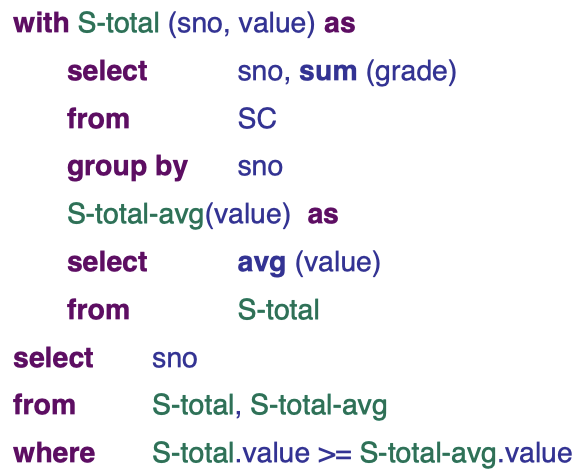 with S-total (sno, value) as
select sno, sum (grade)
from SC
group by sno
S-total-avg(value) as
select avg (value)
from S-total
select sno
from S-total, S-total-avg
where S-total.value >= S-total-avg.value